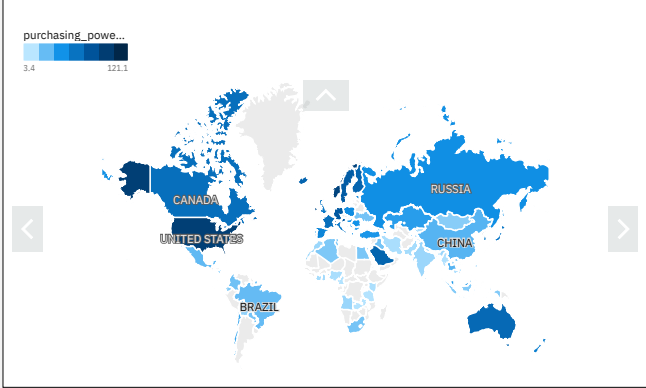 purchasing_powe...
3.4 121.1
CANADA
RUSSIA
UNITED STATES
CHINA
BRAZIL